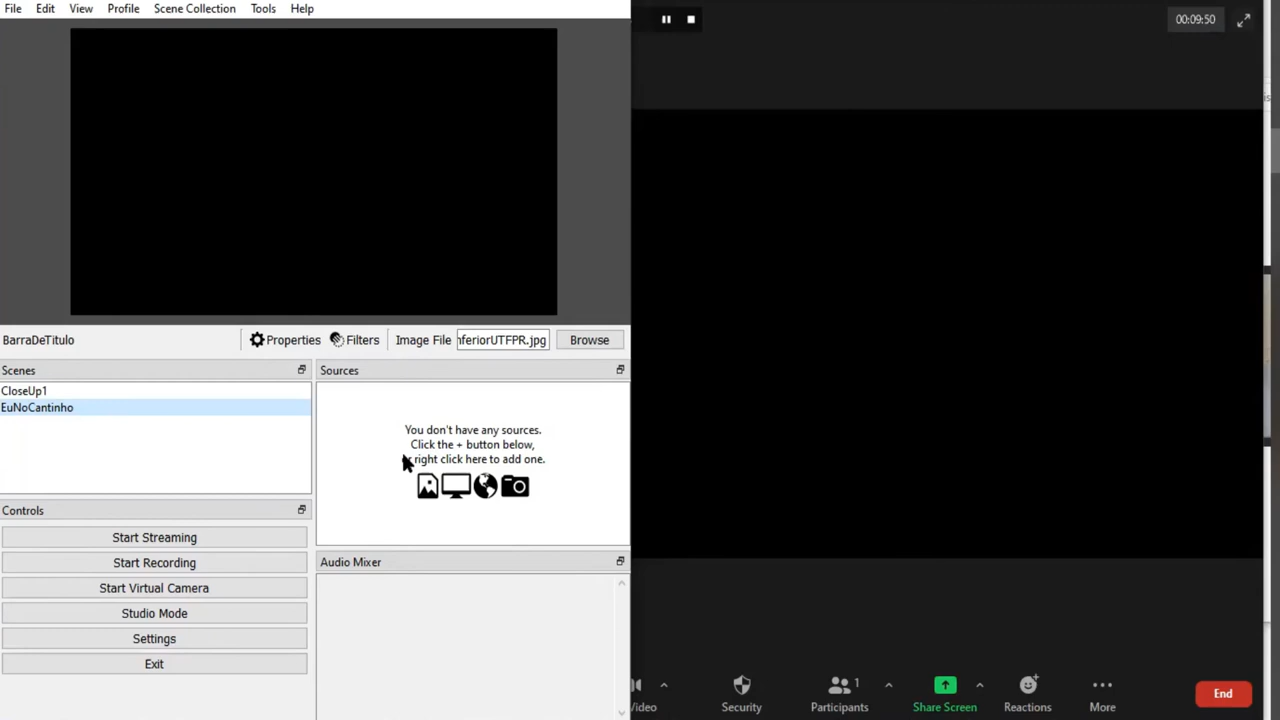 File Edit View Profile Scene Collection Tools Help
00:09:50
BarraDeTitulo Properties Filters Image File nferiorUTFPR.jpg Browse
Scenes
Sources
CloseUp1
EuNoCantinho
You don't have any sources.
Click the + button below,
right click here to add one.
Controls
Start Streaming
Start Recording
Start Virtual Camera
Studio Mode
Settings
Exit
Audio Mixer
Video Security Participants 1 Share Screen Reactions More End